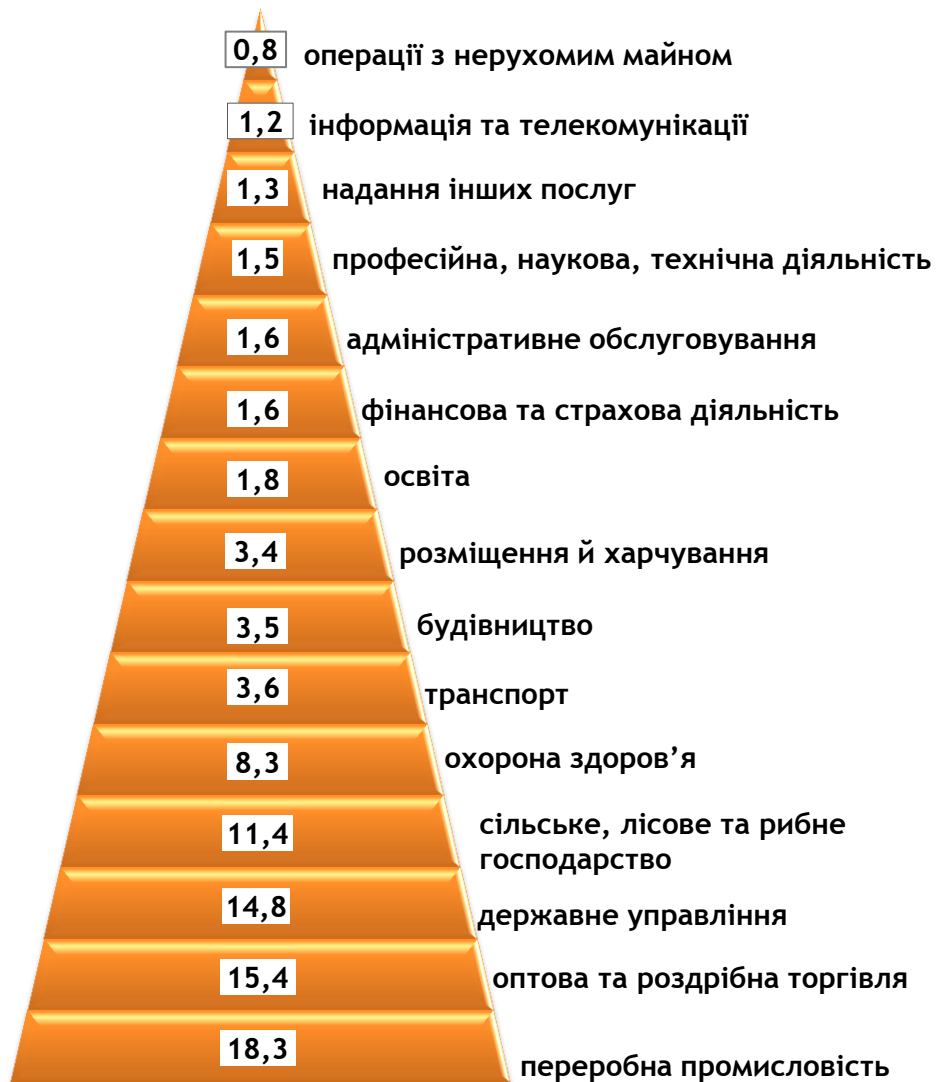 0,8 операції з нерухомим майном
1,2 інформація та телекомунікації
1,3 надання інших послуг
1,5 професійна, наукова, технічна діяльність
1,6 адміністративне обслуговування
1,6 фінансова та страхова діяльність
1,8 освіта
3,4 розміщення й харчування
3,5 будівництво
3,6 транспорт
8,3 охорона здоров’я
11,4 сільське, лісове та рибне
господарство
14,8 державне управління
15,4 оптова та роздрібна торгівля
18,3 переробна промисловість